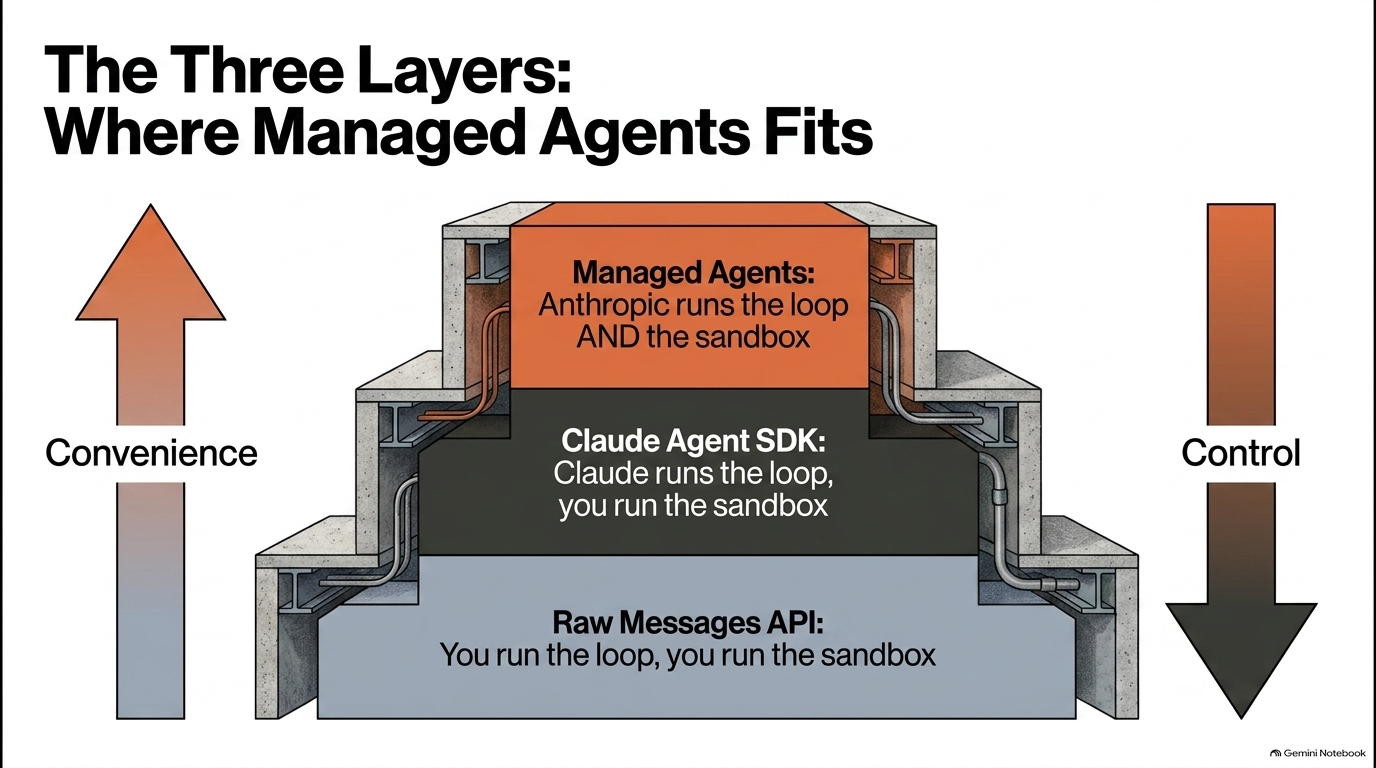 The Three Layers:
Where Managed Agents Fits
Convenience
Managed Agents:
Anthropic runs the loop
AND the sandbox
Claude Agent SDK:
Claude runs the loop,
you run the sandbox
Raw Messages API:
You run the loop, you run the sandbox
Control
Gemini Notebook